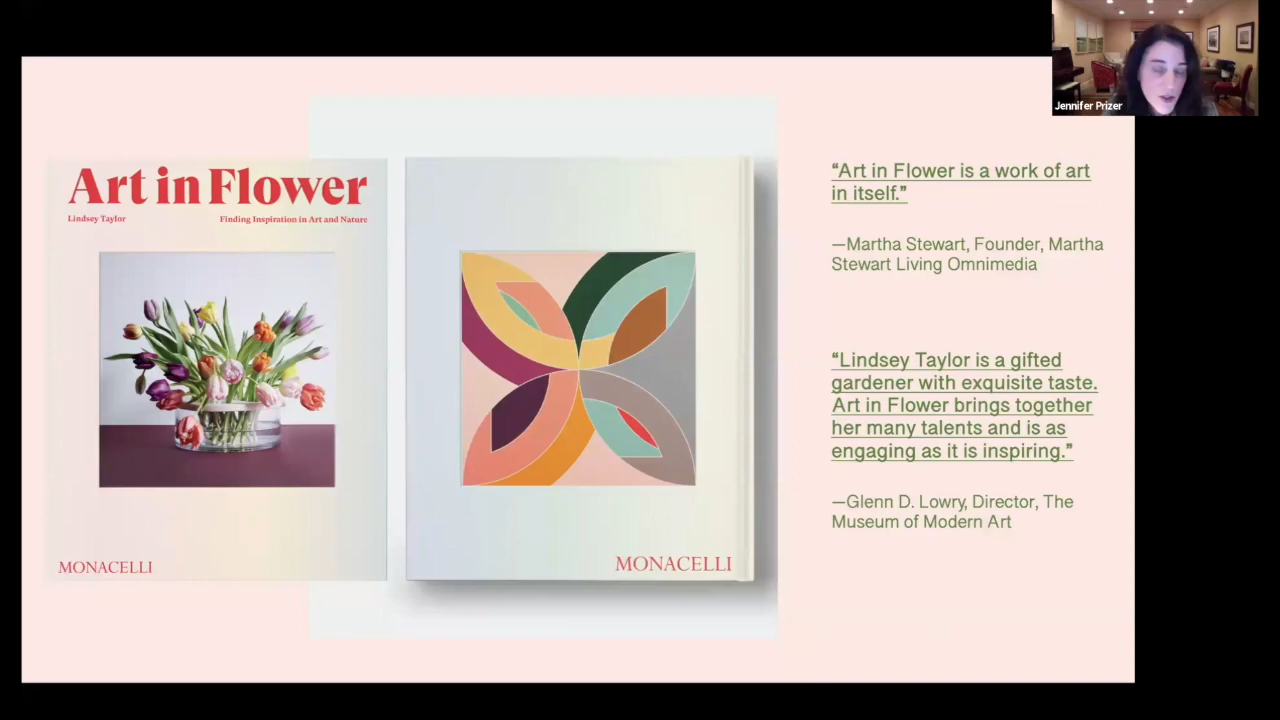 Jennifer Prizer
Art in Flower
Lindsey Taylor
Finding Inspiration in Art and Nature
MONACELLI
MONACELLI
“Art in Flower is a work of art
in itself.”
—Martha Stewart, Founder, Martha
Stewart Living Omnimedia
“Lindsey Taylor is a gifted
gardener with exquisite taste.
Art in Flower brings together
her many talents and is as
engaging as it is inspiring.”
—Glenn D. Lowry, Director, The
Museum of Modern Art